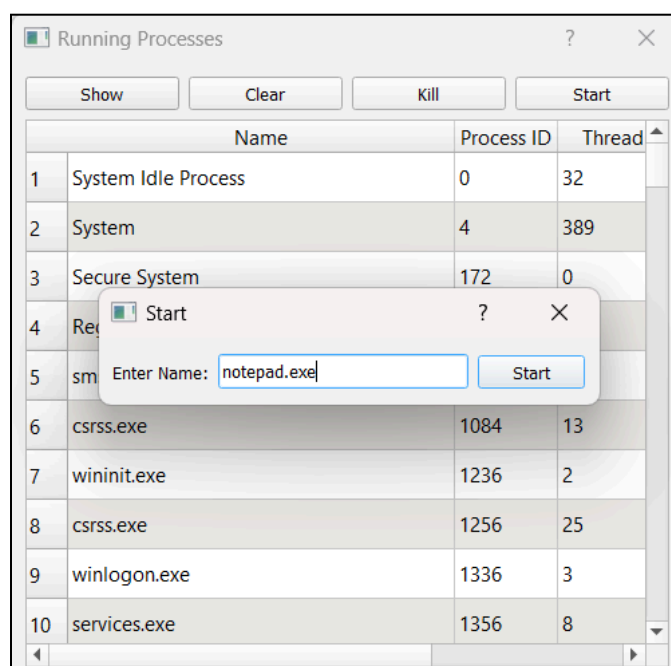 Running Processes ?
Show Clear Kill Start
Name Process ID Thread
1 System Idle Process 0 32
2 System 4 389
3 Secure System 172 0
Start ?
4
Enter Name: notepad.exe Start
5
6 csrss.exe 1084 13
7 wininit.exe 1236 2
8 csrss.exe 1256 25
9 winlogon.exe 1336 3
10 services.exe 1356 8